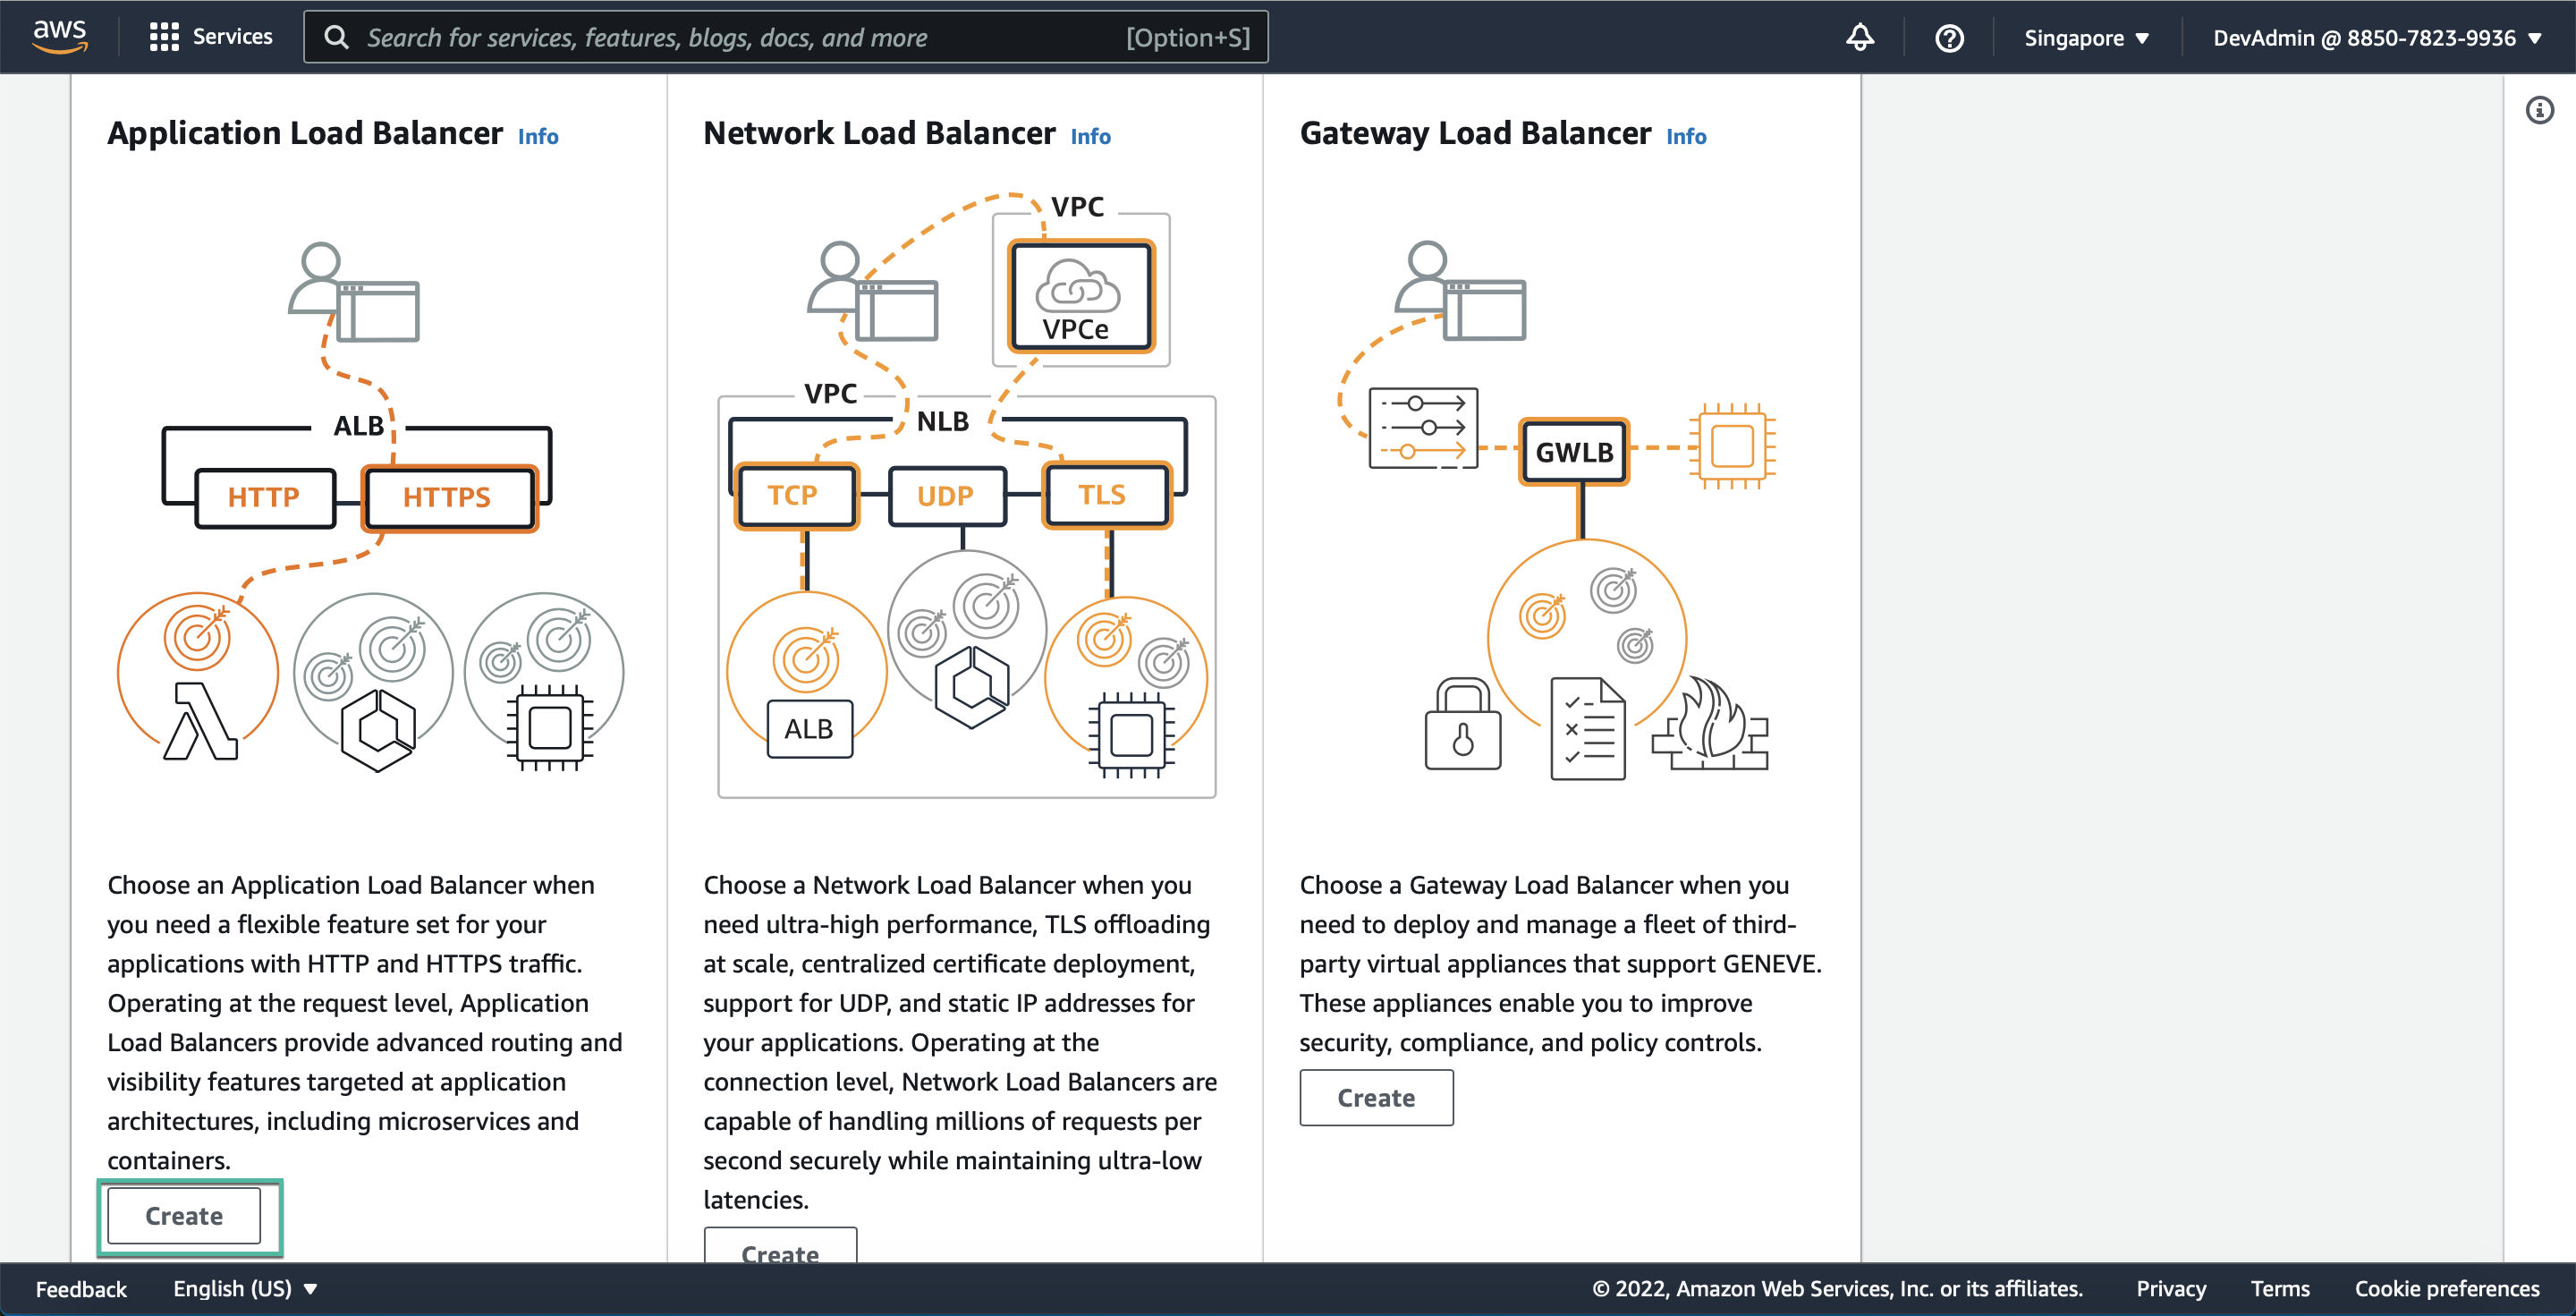 aws
Services
Search for services, features, blogs, docs, and more
[Option+S]
Singapore
DevAdmin @ 8850-7823-9936
Application Load Balancer Info
ALB
HTTP
HTTPS
Choose an Application Load Balancer when
you need a flexible feature set for your
applications with HTTP and HTTPS traffic.
Operating at the request level, Application
Load Balancers provide advanced routing and
visibility features targeted at application
architectures, including microservices and
containers.
Create
Network Load Balancer Info
VPC
VPCe
VPC
NLB
TCP
UDP
TLS
ALB
Choose a Network Load Balancer when you
need ultra-high performance, TLS offloading
at scale, centralized certificate deployment,
support for UDP, and static IP addresses for
your applications. Operating at the
connection level, Network Load Balancers are
capable of handling millions of requests per
second securely while maintaining ultra-low
latencies.
Create
Gateway Load Balancer Info
GWLB
Choose a Gateway Load Balancer when you
need to deploy and manage a fleet of third-
party virtual appliances that support GENEVE.
These appliances enable you to improve
security, compliance, and policy controls.
Create
Feedback
English (US)
© 2022, Amazon Web Services, Inc. or its affiliates.
Privacy
Terms
Cookie preferences